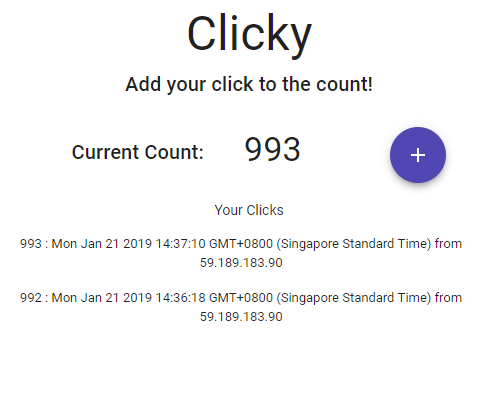 Clicky
Add your click to the count!
Current Count: 993 +
Your Clicks
993 : Mon Jan 21 2019 14:37:10 GMT+0800 (Singapore Standard Time) from
59.189.183.90
992 : Mon Jan 21 2019 14:36:18 GMT+0800 (Singapore Standard Time) from
59.189.183.90